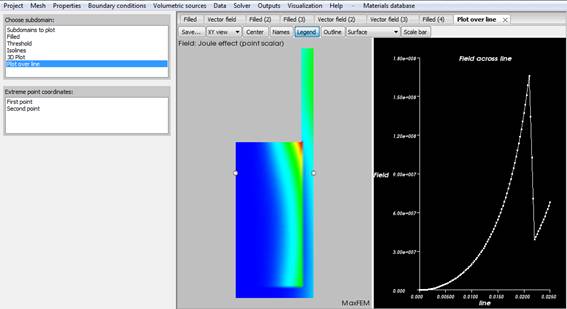 Project Mesh Properties Boundary conditions Volumetric sources Data Solver Outputs Visualization Help - Materials database
Choose subdomain:
Subdomains to plot
Filled
Threshold
Isolines
3D Plot
Plot over line
Extreme point coordinates:
First point
Second point
Filled Vector field Filled (2) Filled (3) Vector field (2) Vector field (3) Filled (4) Plot over line
Save... XY view Center Names Legend Outline Surface Scale bar
Field: Joule effect (point scalar)
MaxFEM
Field across line
Field
1.80e+008
1.50e+008
1.20e+008
9.00e+007
6.00e+007
3.00e+007
0.000
0.000 0.0050 0.0100 0.0150 0.0200 0.0250
line